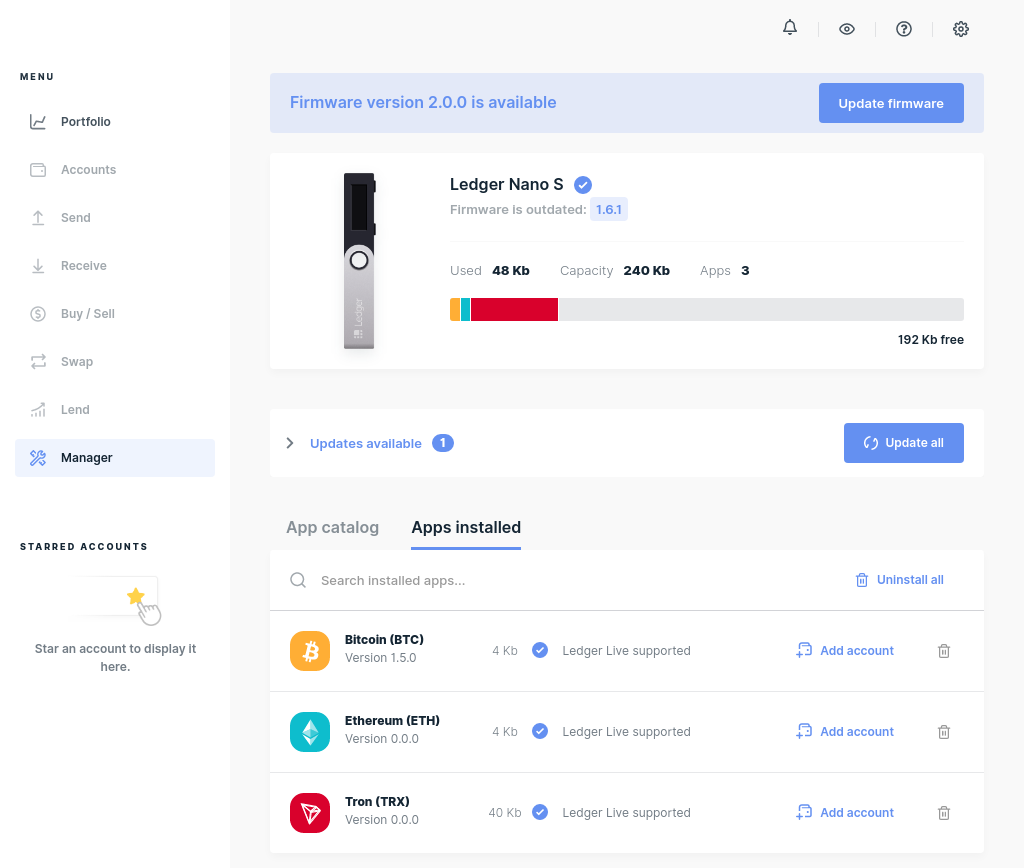 MENU
Portfolio
Accounts
Send
Receive
Buy / Sell
Swap
Lend
Manager
STARRED ACCOUNTS
Star an account to display it
here.
Firmware version 2.0.0 is available
Update firmware
Ledger Nano S
Firmware is outdated: 1.6.1
Used 48 Kb Capacity 240 Kb Apps 3
192 Kb free
Ledger
Updates available 1
Update all
App catalog Apps installed
Search installed apps...
Uninstall all
Bitcoin (BTC)
Version 1.5.0
4 Kb Ledger Live supported Add account
Ethereum (ETH)
Version 0.0.0
4 Kb Ledger Live supported Add account
Tron (TRX)
Version 0.0.0
40 Kb Ledger Live supported Add account